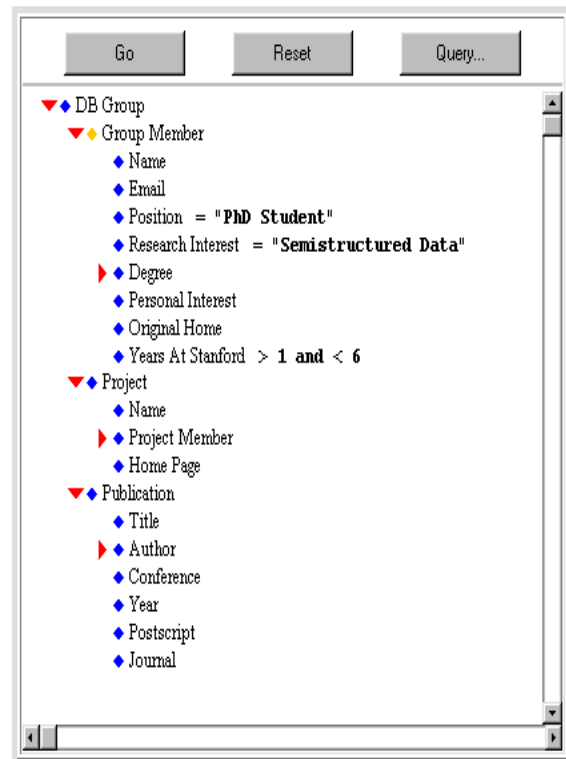 Go Reset Query...
DB Group
Group Member
Name
Email
Position = "PhD Student"
Research Interest = "Semistructured Data"
Degree
Personal Interest
Original Home
Years At Stanford > 1 and < 6
Project
Name
Project Member
Home Page
Publication
Title
Author
Conference
Year
Postscript
Journal